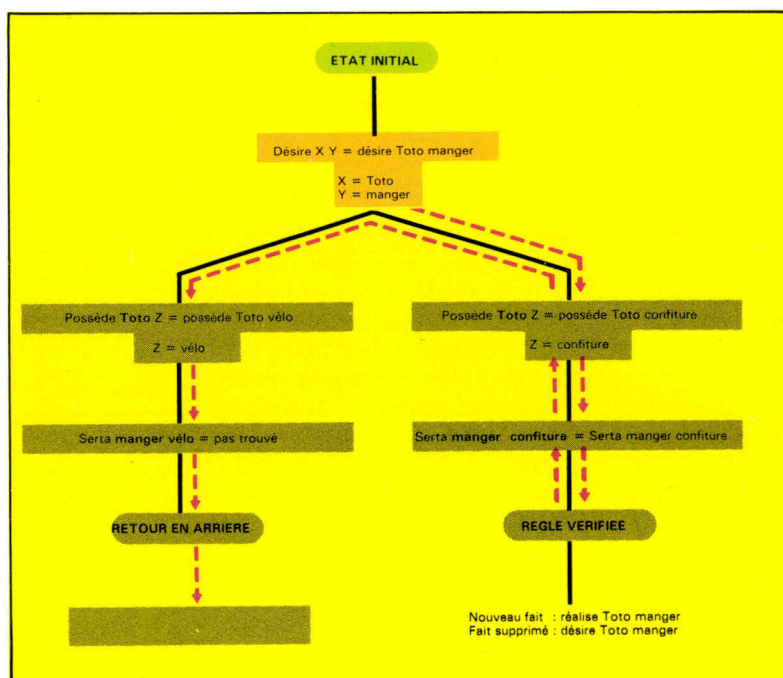 ETAT INITIAL
Désire X Y = désire Toto manger
X = Toto
Y = manger
Possède Toto Z = possède Toto vélo
Z = vélo
Serta manger vélo = pas trouvé
RETOUR EN ARRIERE
Possède Toto Z = possède Toto confiture
Z = confiture
Serta manger confiture = Serta manger confiture
REGLE VERIFIEE
Nouveau fait : réalise Toto manger
Fait supprimé : désire Toto manger